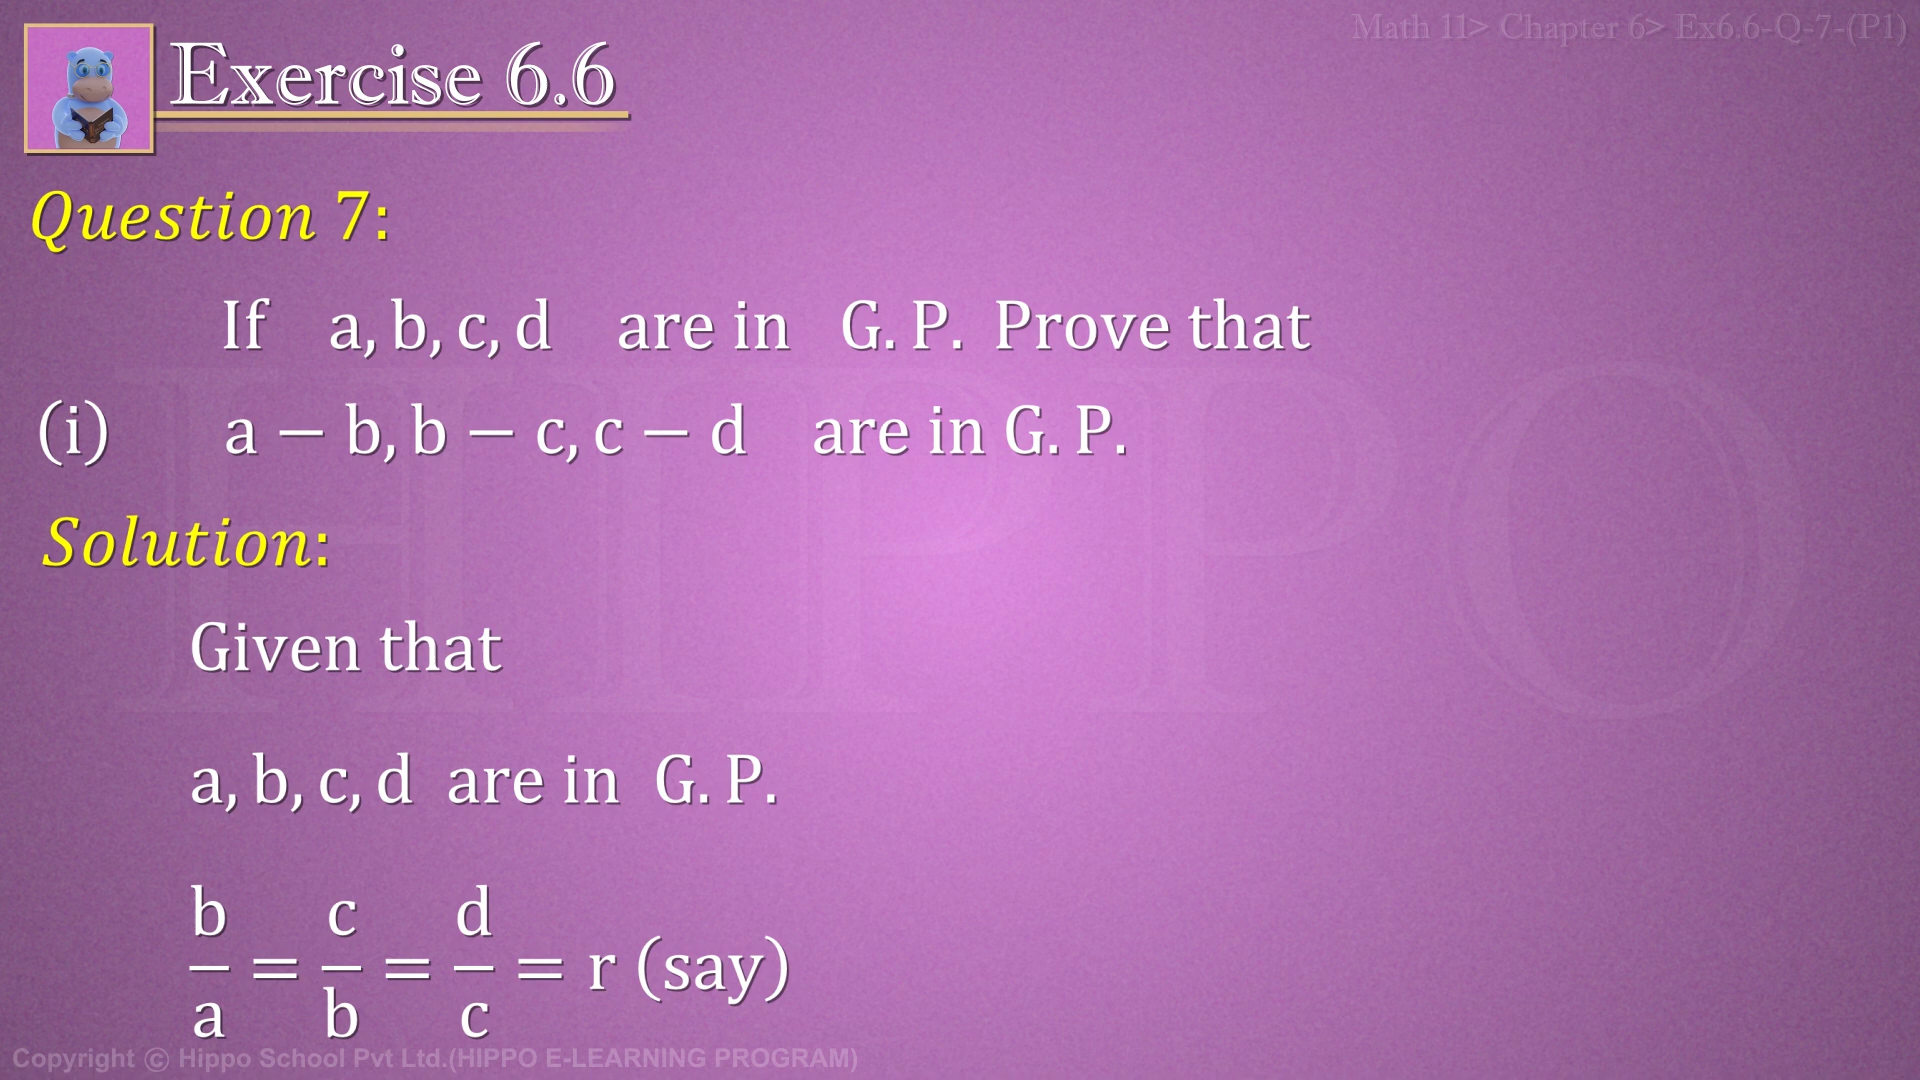 Math 11> Chapter 6> Ex6.6-Q-7-(P1)
Exercise 6.6
Question 7:
If a, b, c, d are in G. P. Prove that
(i) a − b, b − c, c − d are in G. P.
Solution:
Given that
a, b, c, d are in G. P.
b/a = c/b = d/c = r (say)
HIPPO
Copyright © Hippo School Pvt Ltd.(HIPPO E-LEARNING PROGRAM)